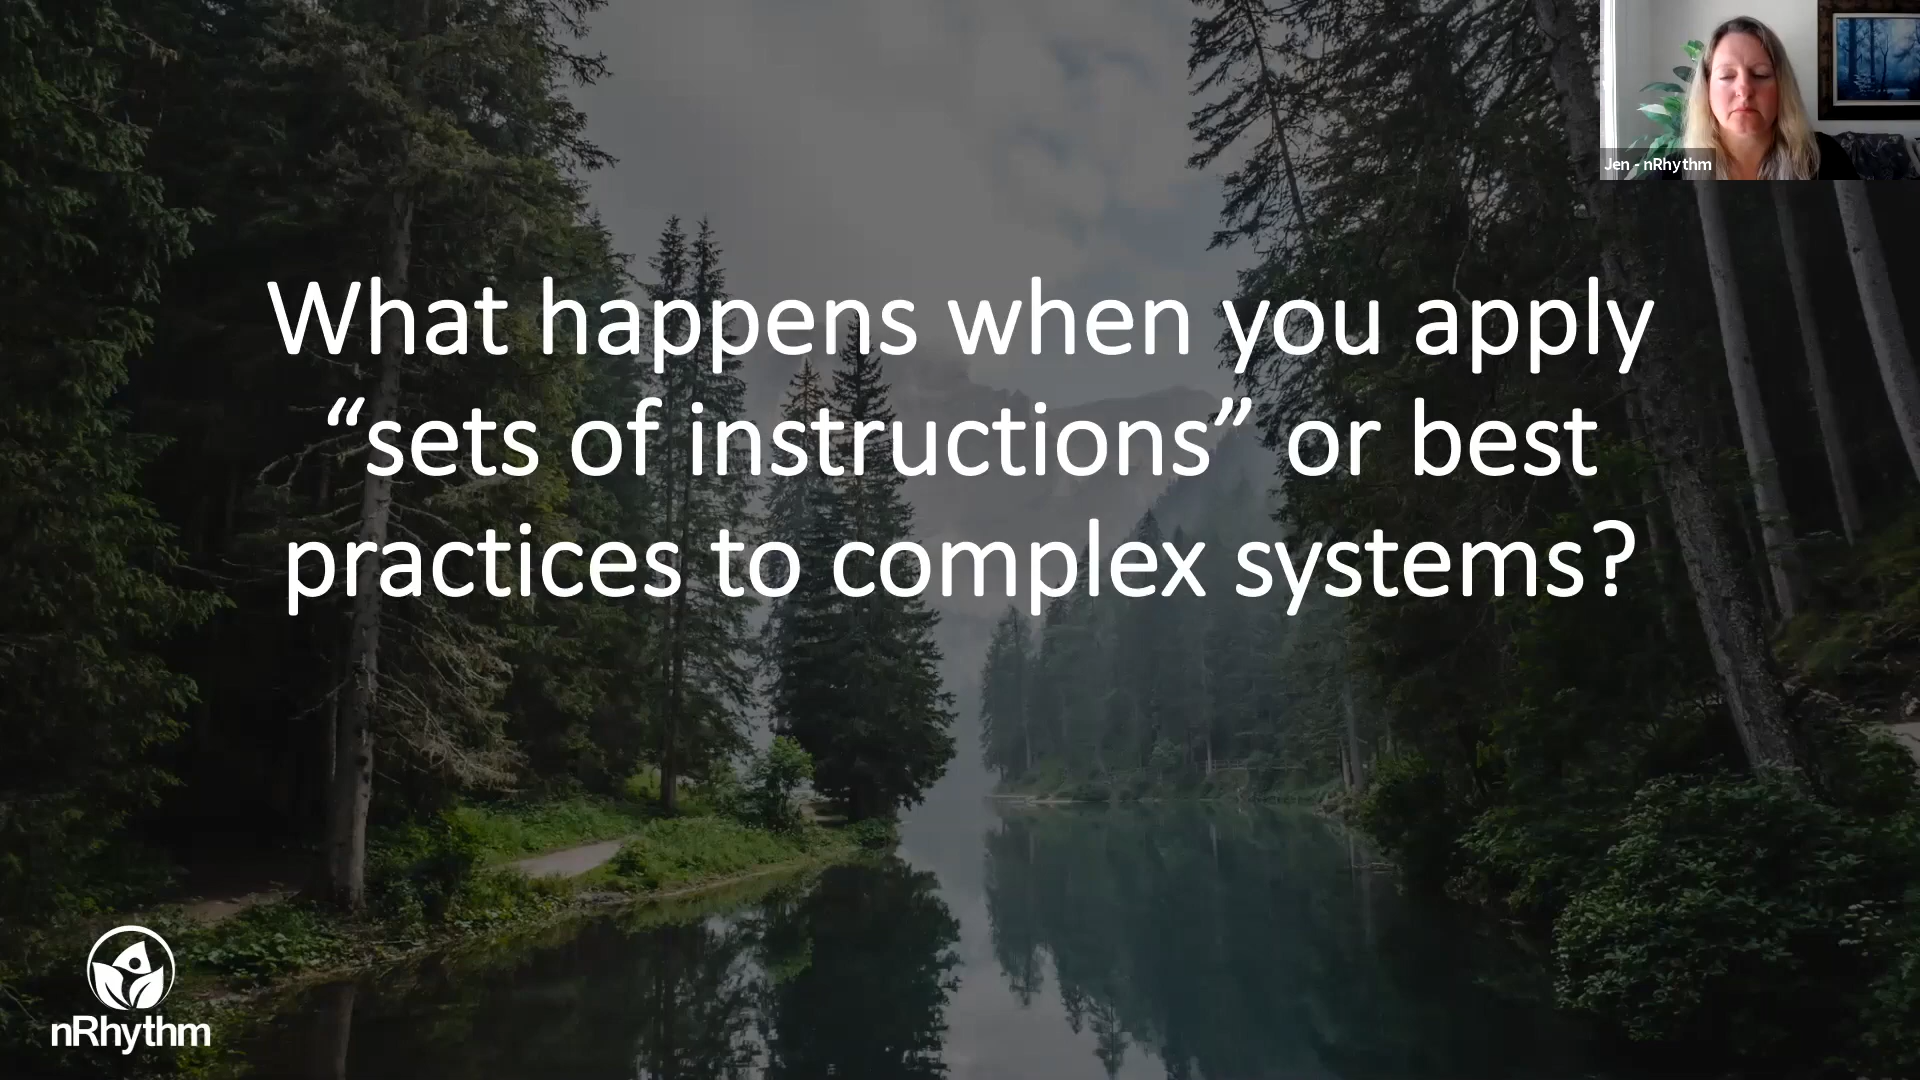 Jen - nRhythm
What happens when you apply
“sets of instructions” or best
practices to complex systems?
nRhythm